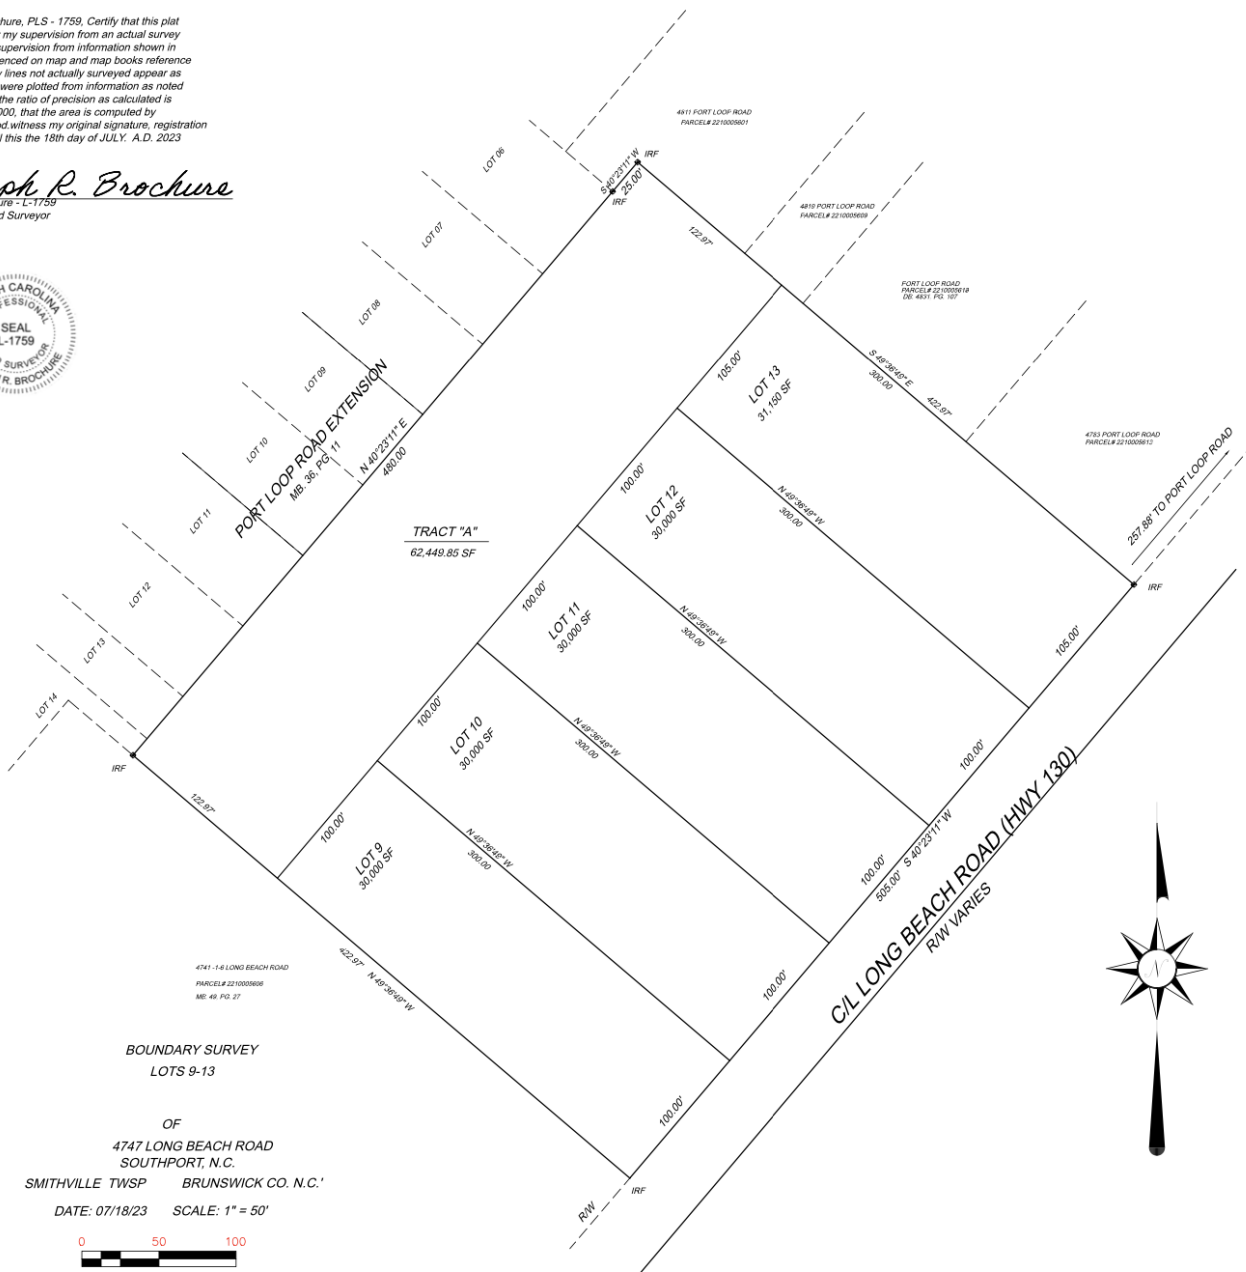 hure, PLS - 1759, Certify that this plat
my supervision from an actual survey
supervision from information shown in
enced on map and map books reference
lines not actually surveyed appear as
were plotted from information as noted
the ratio of precision as calculated is
000, that the area is computed by
d.witness my original signature, registration
l this the 18th day of JULY. A.D. 2023
ph R. Brochure
ure - L-1759
d Surveyor
H CAROLINA
FESSIONAL
SEAL
L-1759
SURVEYOR
R. BROCHURE
4811 PORT LOOP ROAD
PARCEL# 2210005601
LOT 06
S 40°23'11" W
25.00'
IRF
IRF
4810 PORT LOOP ROAD
PARCEL# 2210005609
LOT 07
122.97'
FORT LOOP ROAD
PARCEL# 2210005618
DB. 4831 PG. 107
LOT 08
LOT 09
S 49°36'49" E
300.00
422.97'
105.00'
LOT 13
31,150 SF
PORT LOOP ROAD EXTENSION
MB. 36, PG. 11
N 40°23'11" E
480.00
LOT 10
4793 PORT LOOP ROAD
PARCEL# 2210005613
257.88' TO PORT LOOP ROAD
100.00'
LOT 12
30,000 SF
N 49°36'49" W
300.00
LOT 11
TRACT "A"
62,449.85 SF
LOT 12
100.00'
LOT 11
30,000 SF
N 49°36'49" W
300.00
IRF
105.00'
LOT 13
LOT 14
100.00'
LOT 10
30,000 SF
N 49°36'49" W
300.00
100.00'
IRF
122.97'
100.00'
LOT 9
30,000 SF
N 49°36'49" W
300.00
100.00'
505.00' S 40°23'11" W
C/L LONG BEACH ROAD (HWY 130)
R/W VARIES
4741 -1-6 LONG BEACH ROAD
PARCEL# 2210005606
MB. 49. PG. 27
422.97' N 49°36'49" W
100.00'
N
100.00'
IRF
R/W
BOUNDARY SURVEY
LOTS 9-13
OF
4747 LONG BEACH ROAD
SOUTHPORT, N.C.
SMITHVILLE TWSP BRUNSWICK CO. N.C.'
DATE: 07/18/23 SCALE: 1" = 50'
0 50 100